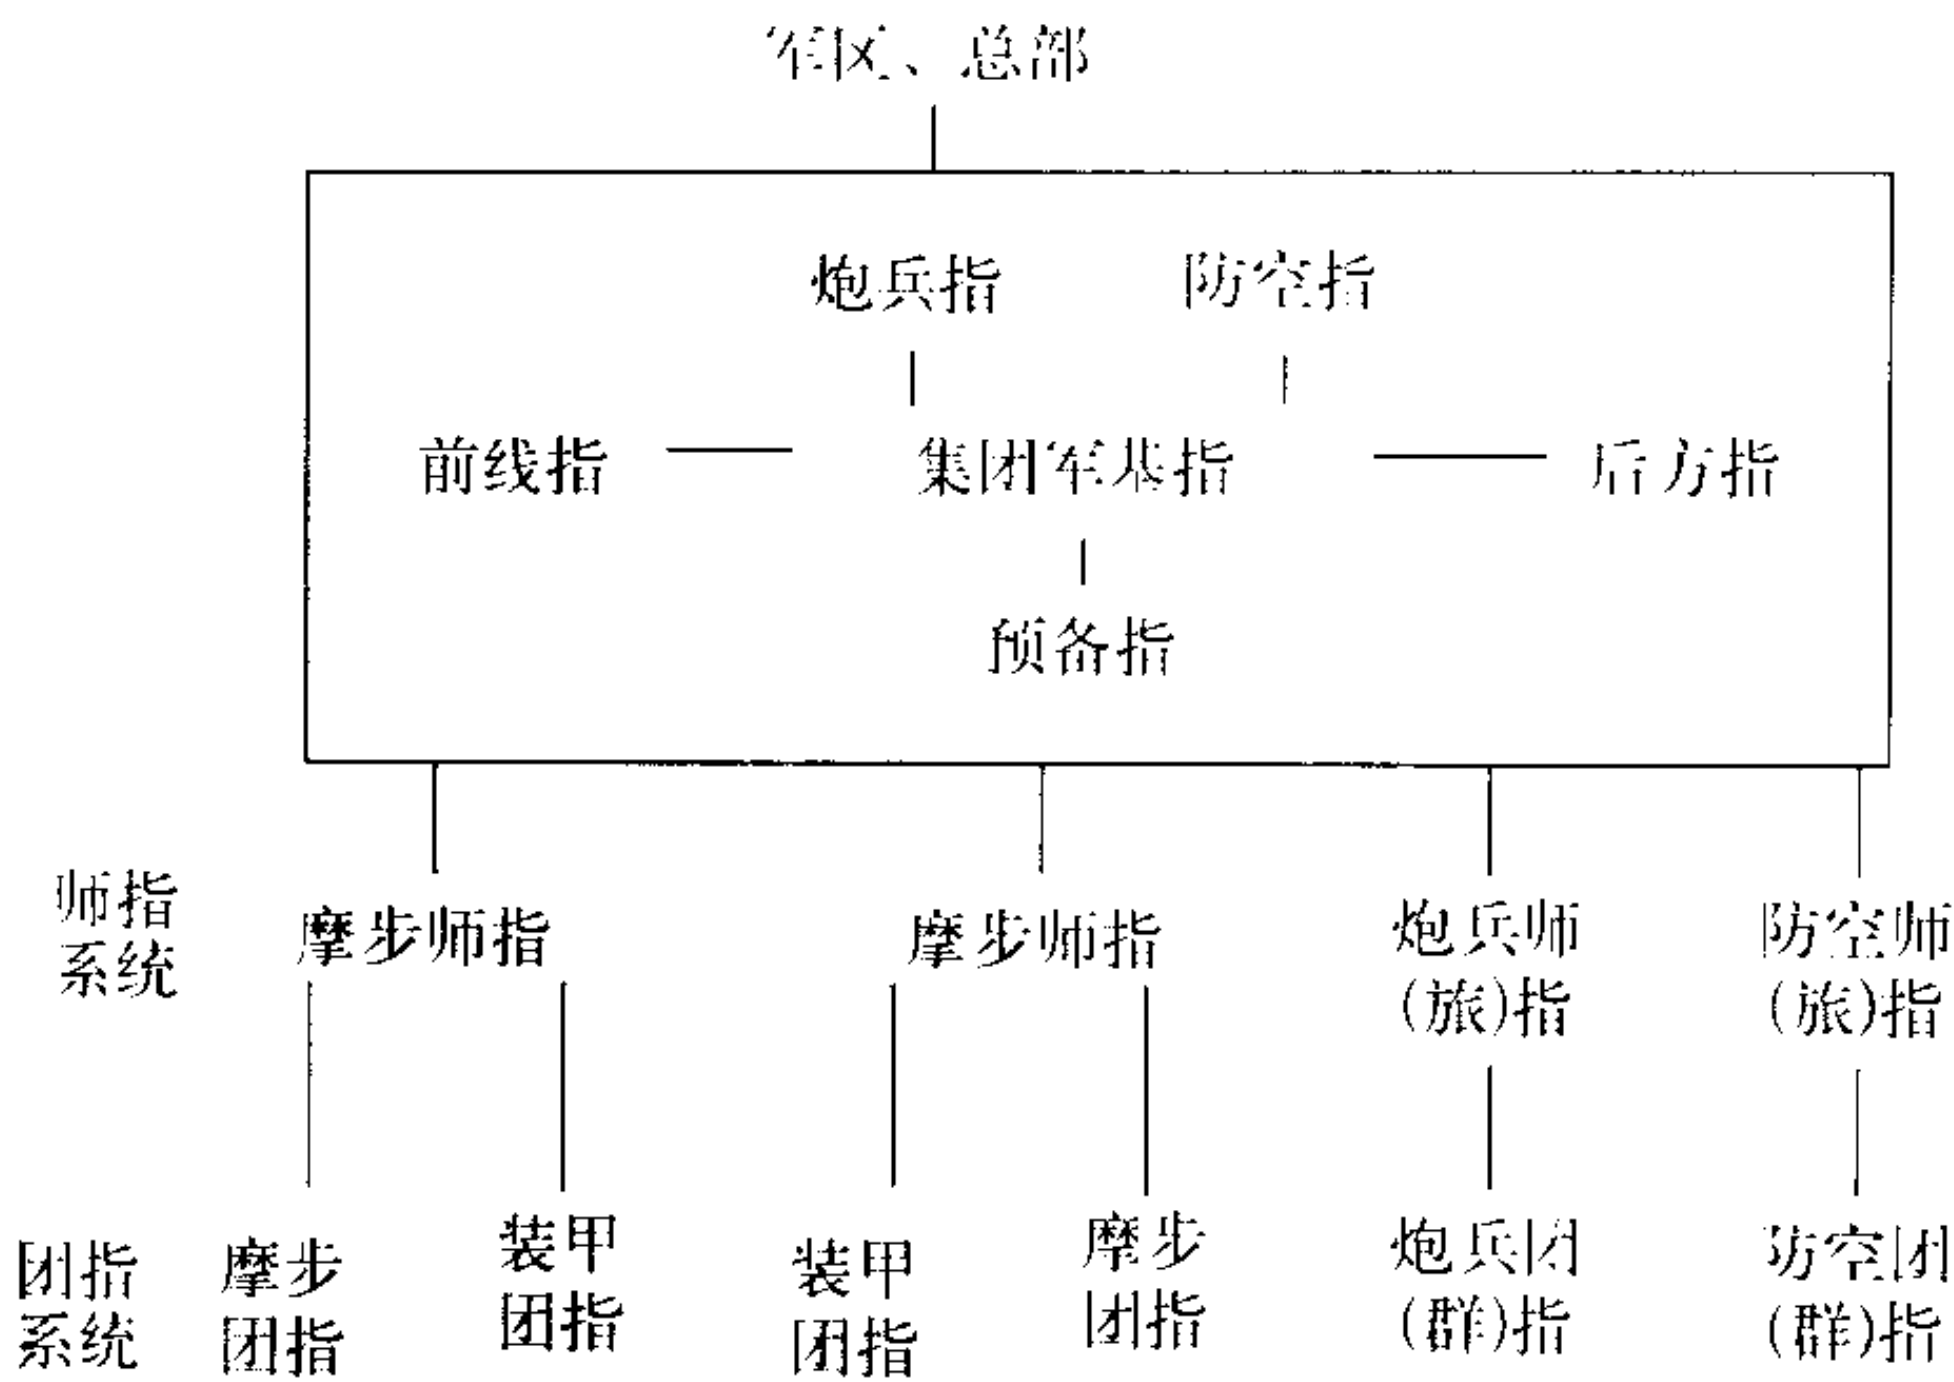 军区、总部
炮兵指
防空指
前线指
集团军基指
后方指
预备指
师指
系统
摩步师指
摩步师指
炮兵师
(旅)指
防空师
(旅)指
团指
系统
摩步
团指
装甲
团指
装甲
团指
摩步
团指
炮兵团
(群)指
防空团
(群)指